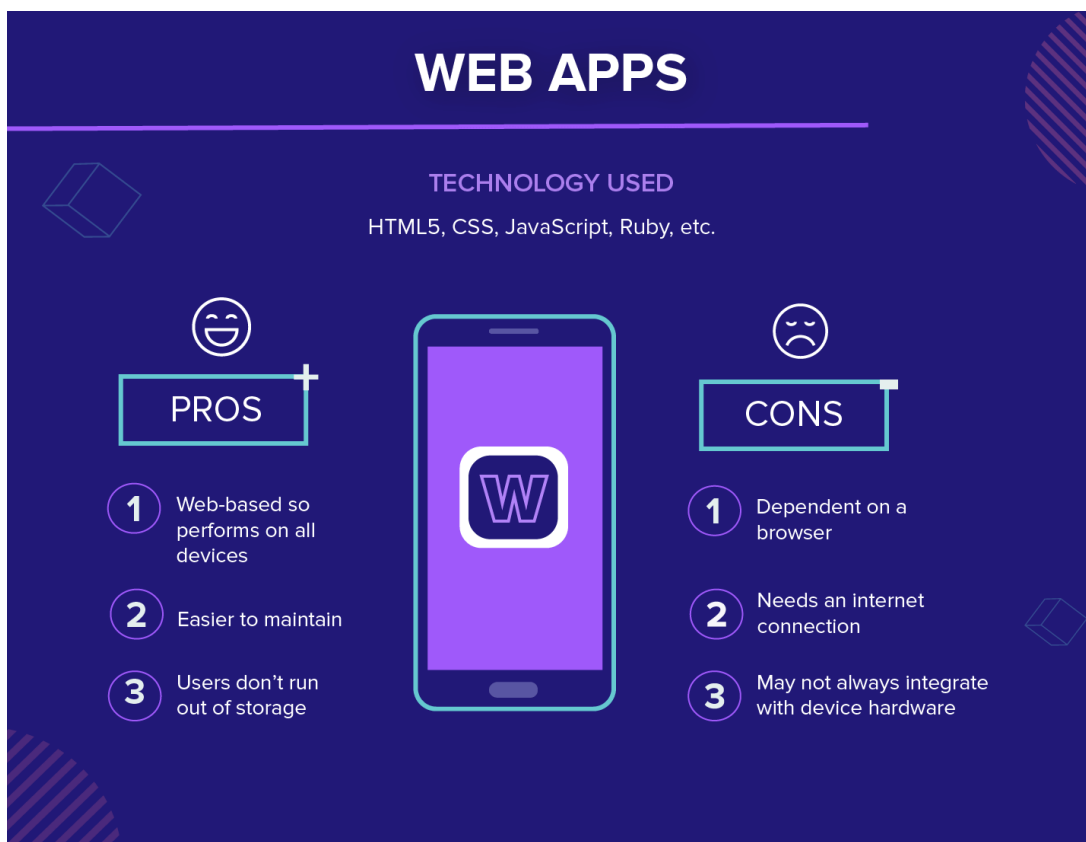 WEB APPS
TECHNOLOGY USED
HTML5, CSS, JavaScript, Ruby, etc.
PROS
1
Web-based so
performs on all
devices
2
Easier to maintain
3
Users don’t run
out of storage
W
CONS
1
Dependent on a
browser
2
Needs an internet
connection
3
May not always integrate
with device hardware